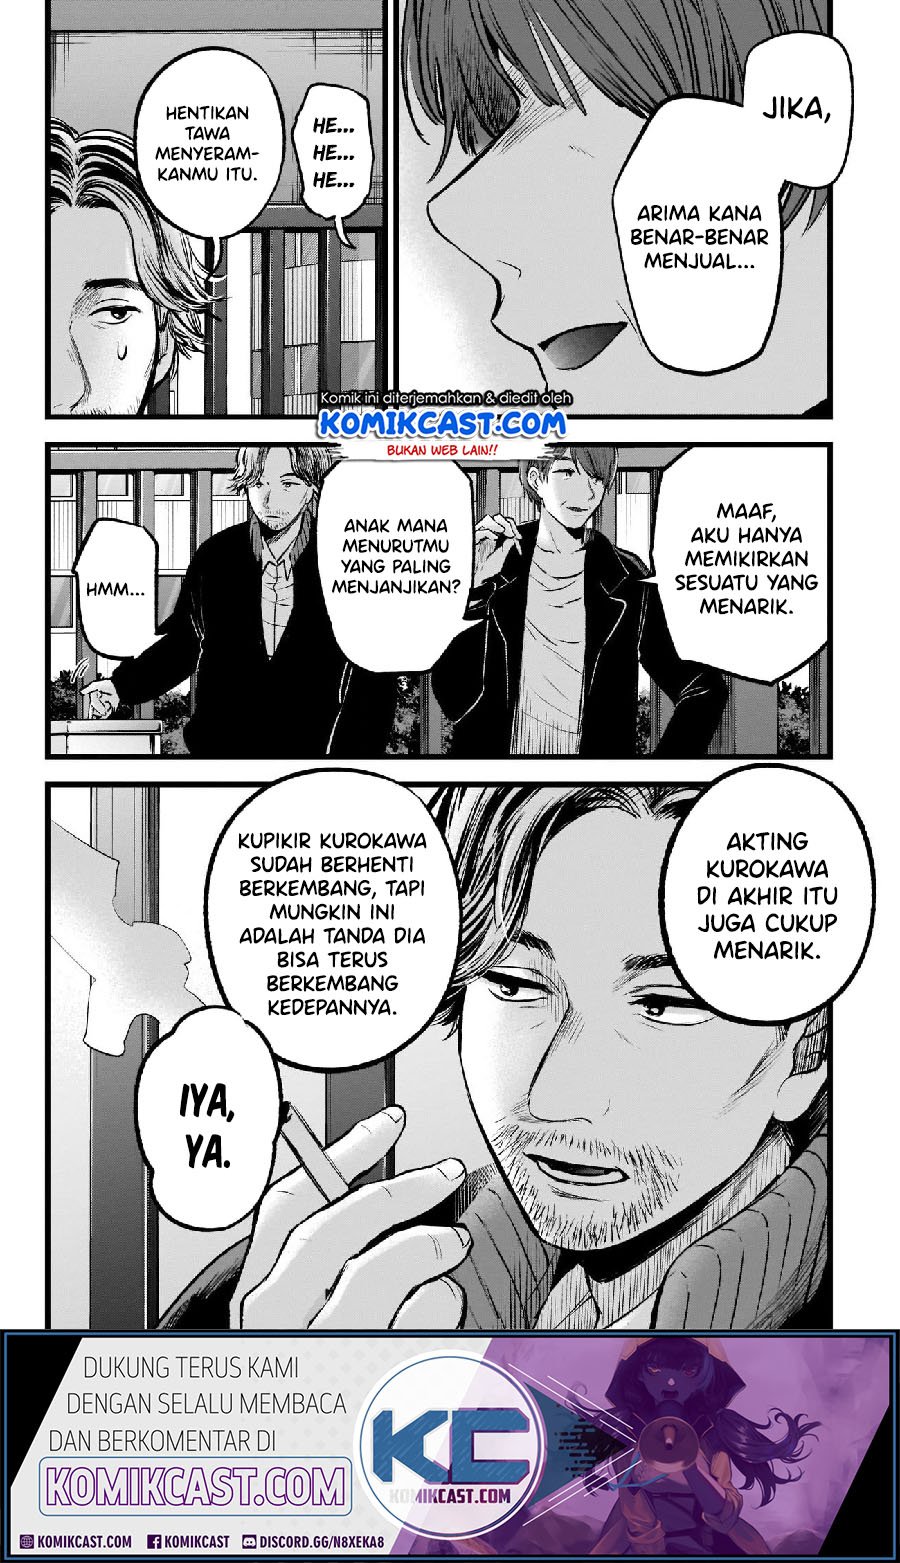 JIKA,
ARIMA KANA
BENAR-BENAR
MENJUAL...
HE...
HE...
HE...
HENTIKAN
TAWA
MENYERAM-
KANMU ITU.
Komik ini diterjemahkan & diedit oleh
KOMIKCAST.COM
BUKAN WEB LAIN!!
MAAF,
AKU HANYA
MEMIKIRKAN
SESUATU YANG
MENARIK.
ANAK MANA
MENURUTMU
YANG PALING
MENJANJIKAN?
HMM...
AKTING
KUROKAWA
DI AKHIR ITU
JUGA CUKUP
MENARIK.
KUPIKIR KUROKAWA
SUDAH BERHENTI
BERKEMBANG, TAPI
MUNGKIN INI
ADALAH TANDA DIA
BISA TERUS
BERKEMBANG
KEDEPANNYA.
IYA,
YA.
DUKUNG TERUS KAMI
DENGAN SELALU MEMBACA
DAN BERKOMENTAR DI
KOMIKCAST.COM
KC
KOMIKCAST.COM
KOMIKCAST.COM
KOMIKCAST
DISCORD.GG/N8XEKA8